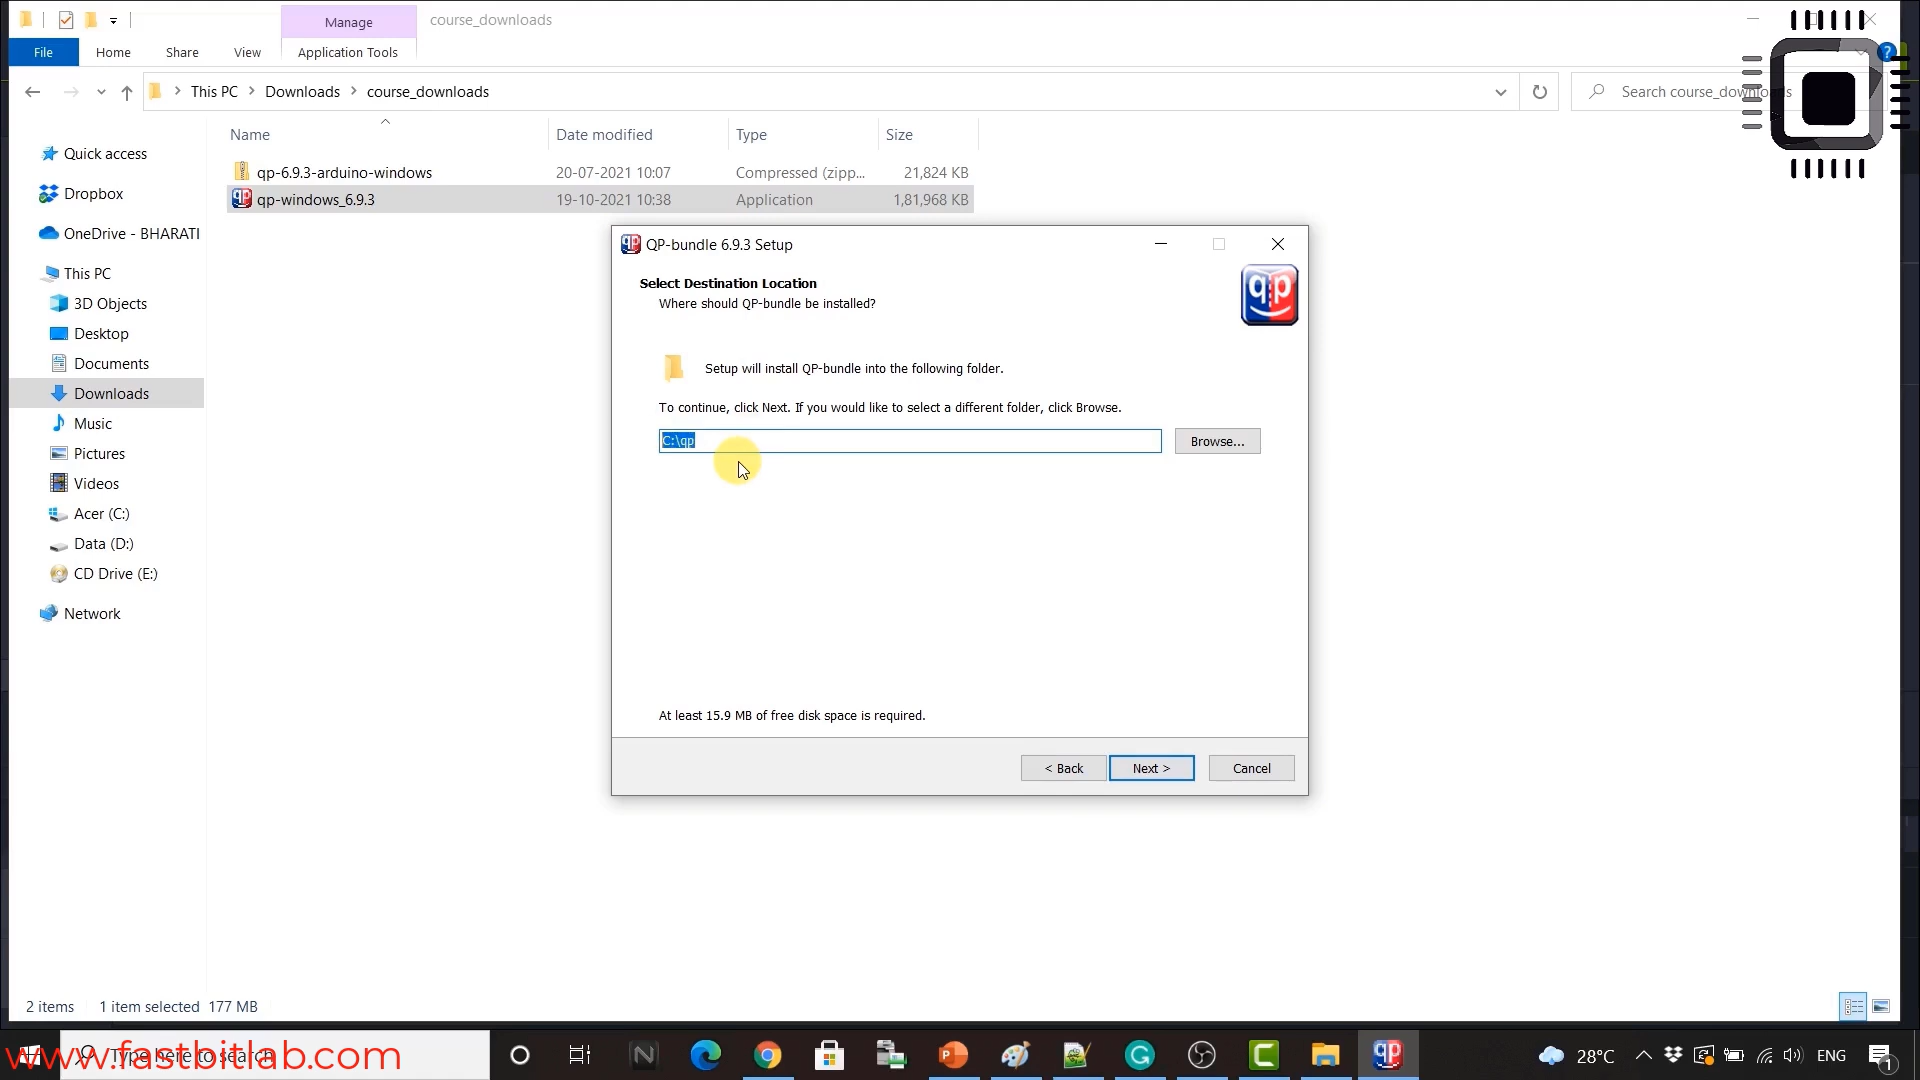 Manage
course_downloads
File
Home
Share
View
Application Tools
This PC
Downloads
course_downloads
Search course_downloads
Name
Date modified
Type
Size
qp-6.9.3-arduino-windows
20-07-2021 10:07
Compressed (zipp...
21,824 KB
qp-windows_6.9.3
19-10-2021 10:38
Application
1,81,968 KB
Quick access
Dropbox
OneDrive - BHARATI
This PC
3D Objects
Desktop
Documents
Downloads
Music
Pictures
Videos
Acer (C:)
Data (D:)
CD Drive (E:)
Network
QP-bundle 6.9.3 Setup
Select Destination Location
Where should QP-bundle be installed?
qp
Setup will install QP-bundle into the following folder.
To continue, click Next. If you would like to select a different folder, click Browse.
C:\qp
Browse...
At least 15.9 MB of free disk space is required.
< Back
Next >
Cancel
2 items
1 item selected
177 MB
Type here to search
www.fastbitlab.com
28°C
ENG
1